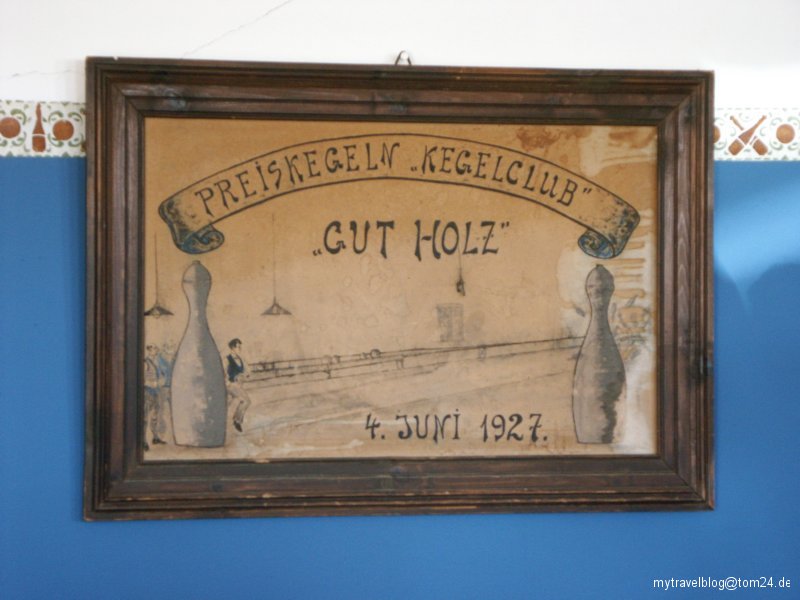 PREISKEGELN „KEGELCLUB"
„GUT HOLZ"
4. JUNI 1927.
mytravelblog@tom24.de